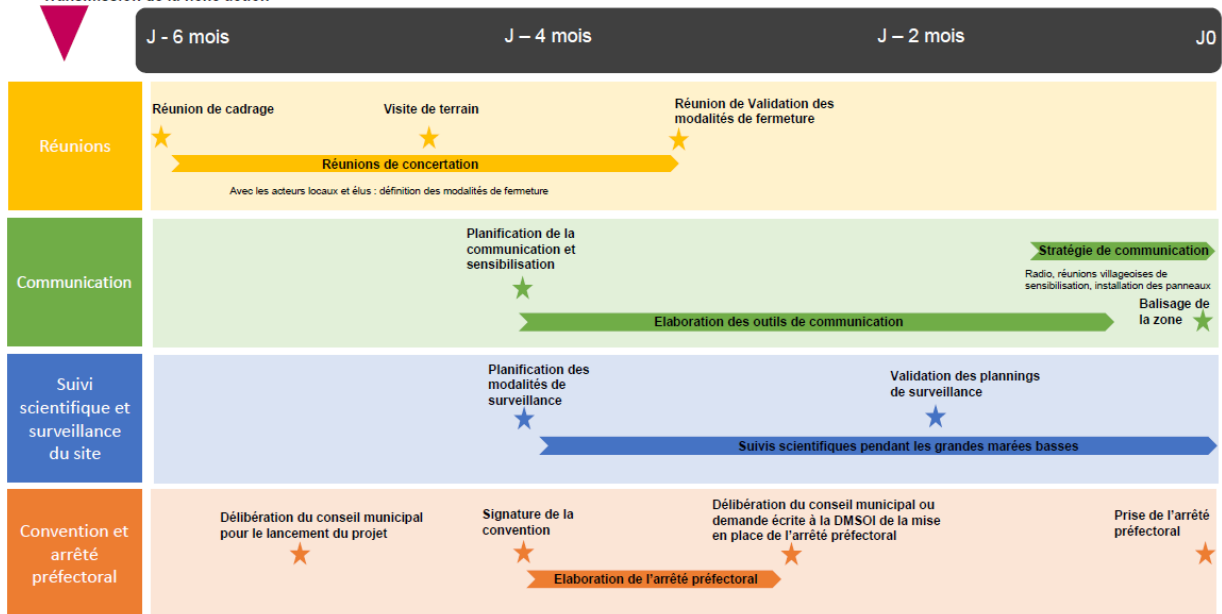 J - 6 mois
J – 4 mois
J – 2 mois
J0
Réunions
Réunion de cadrage
Visite de terrain
Réunion de Validation des
modalités de fermeture
Réunions de concertation
Avec les acteurs locaux et élus : définition des modalités de fermeture
Communication
Planification de la
communication et
sensibilisation
Stratégie de communication
Radio, réunions villageoises de
sensibilisation, installation des panneaux
Balisage de
la zone
Elaboration des outils de communication
Suivi
scientifique et
surveillance
du site
Planification des
modalités de
surveillance
Validation des plannings
de surveillance
Suivis scientifiques pendant les grandes marées basses
Convention et
arrêté
préfectoral
Délibération du conseil municipal
pour le lancement du projet
Signature de la
convention
Délibération du conseil municipal ou
demande écrite à la DMSOI de la mise
en place de l'arrêté préfectoral
Prise de l'arrêté
préfectoral
Elaboration de l'arrêté préfectoral